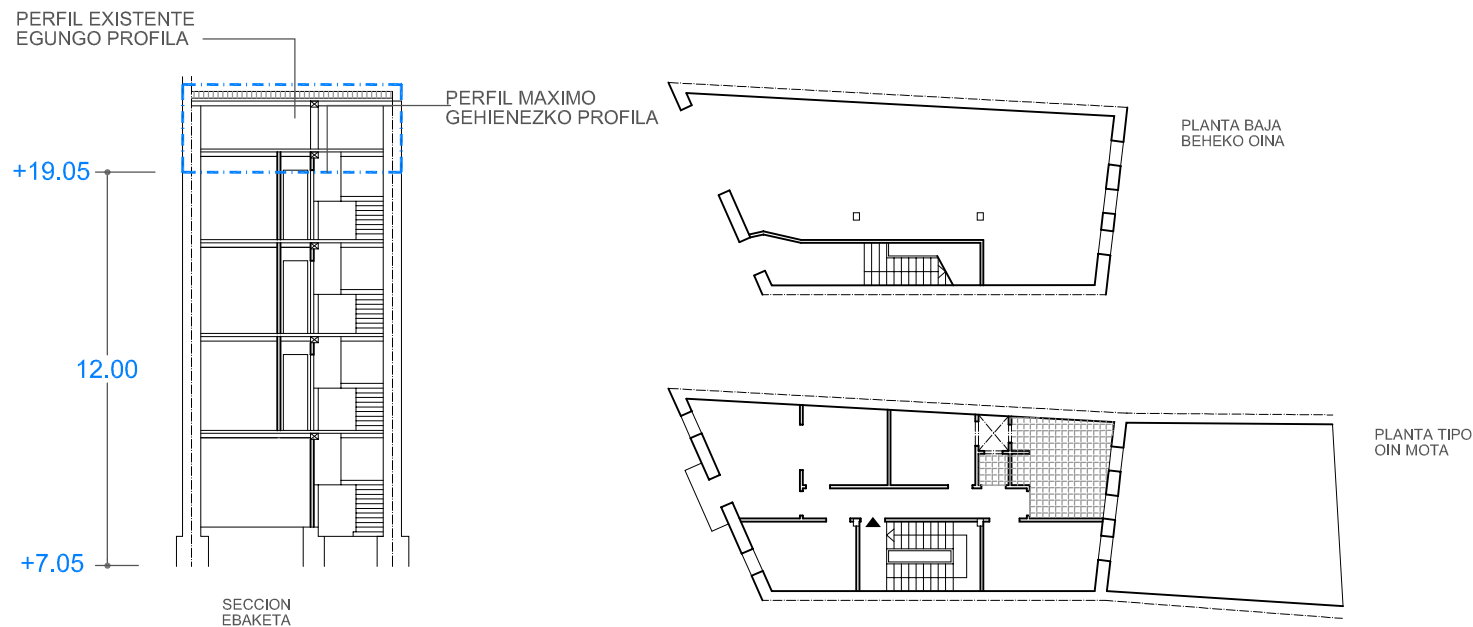 PERFIL EXISTENTE
EGUNGO PROFILA
PERFIL MAXIMO
GEHIENEZKO PROFILA
PLANTA BAJA
BEHEKO OINA
+19.05
12.00
PLANTA TIPO
OIN MOTA
+7.05
SECCION
EBAKETA